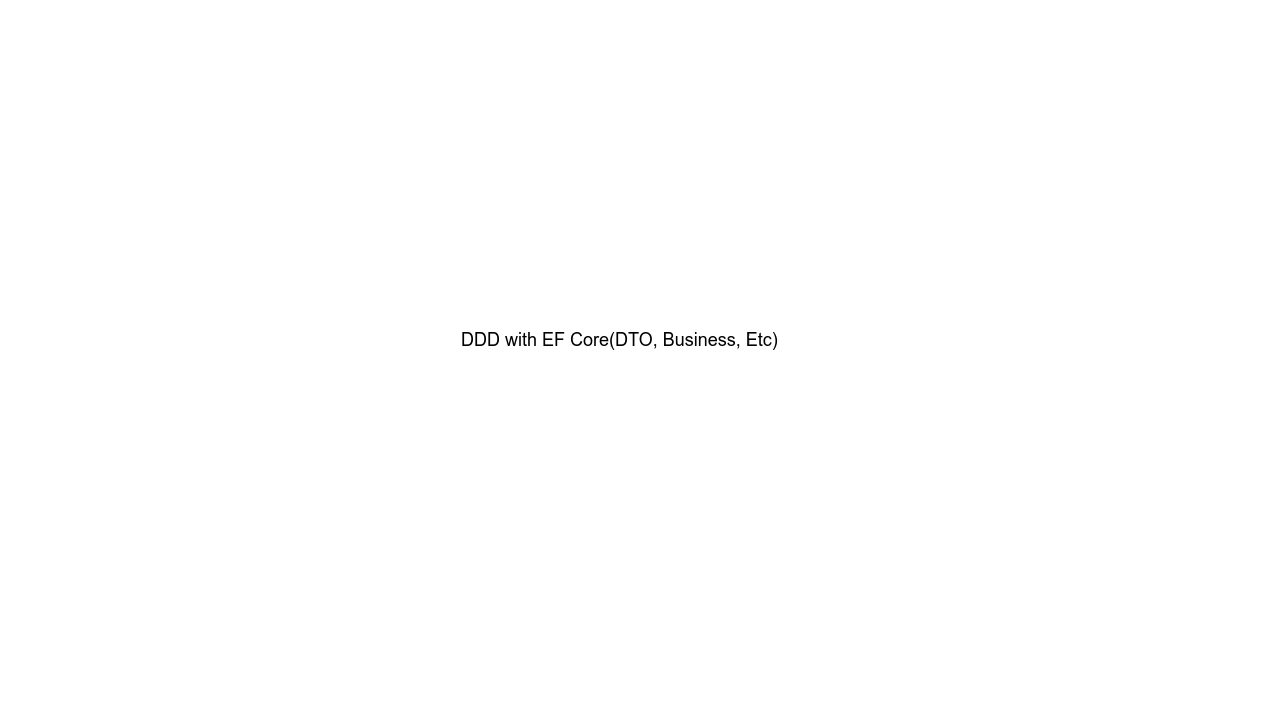 DDD with EF Core(DTO, Business, Etc)